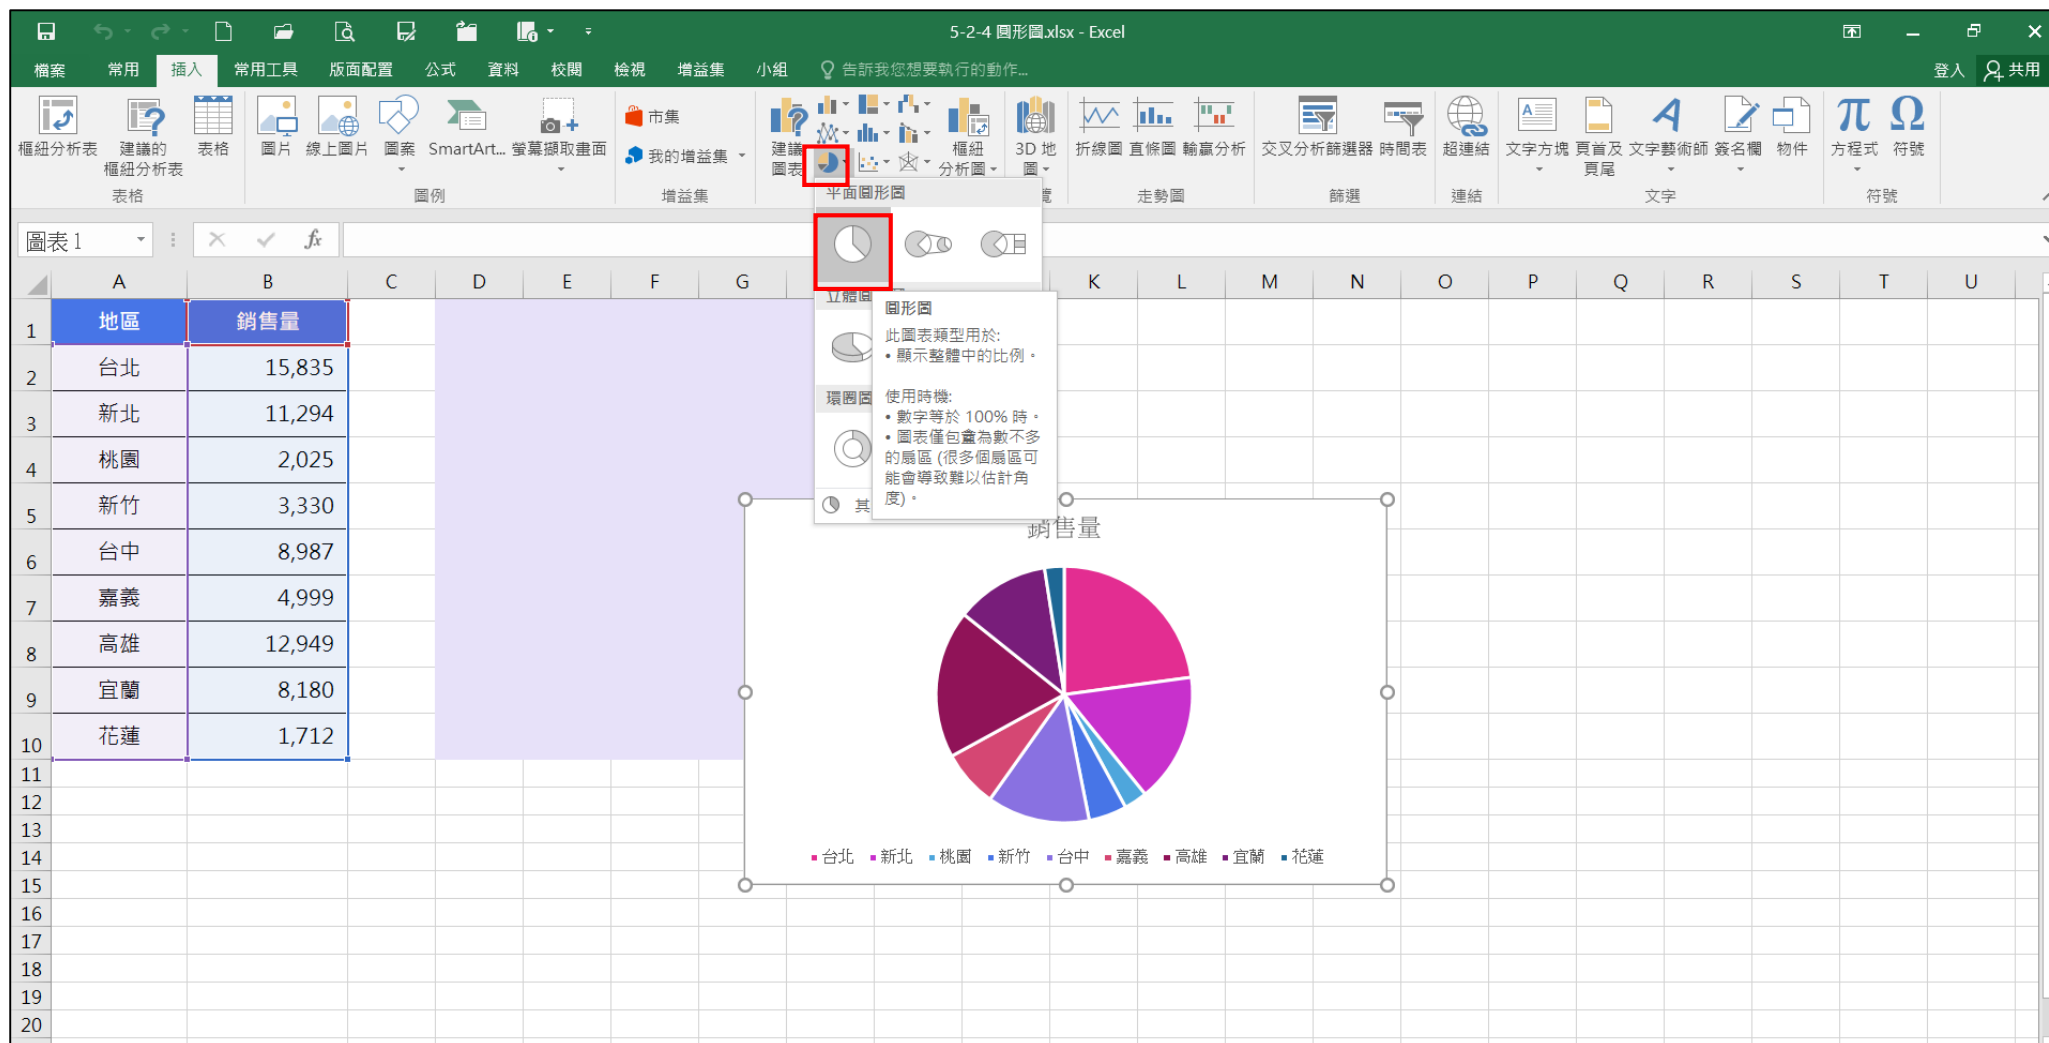 5-2-4 圓形圖.xlsx - Excel
檔案 常用 插入 常用工具 版面配置 公式 資料 校閱 檢視 增益集 小組 告訴我您想要執行的動作... 登入 共用
樞紐分析表 建議的 樞紐分析表 表格 圖片 線上圖片 圖案 SmartArt... 螢幕擷取畫面 市集 我的增益集 建議 圖表 樞紐 分析圖 3D 地 圖 折線圖 直條圖 輸贏分析 交叉分析篩選器 時間表 超連結 文字方塊 頁首及 頁尾 文字藝術師 簽名欄 物件 方程式 符號
表格 圖例 增益集 覽 走勢圖 篩選 連結 文字 符號
平面圓形圖
圖表 1 fx
立體圓
環圈圖
其
圓形圖
此圖表類型用於:
• 顯示整體中的比例。
使用時機:
• 數字等於 100% 時。
• 圖表僅包含為數不多
的扇區 (很多個扇區可
能會導致難以估計角
度)。
A B C D E F G K L M N O P Q R S T U
1 地區 銷售量
2 台北 15,835
3 新北 11,294
4 桃園 2,025
5 新竹 3,330
6 台中 8,987
7 嘉義 4,999
8 高雄 12,949
9 宜蘭 8,180
10 花蓮 1,712
11
12
13
14
15
16
17
18
19
20
銷售量
台北 新北 桃園 新竹 台中 嘉義 高雄 宜蘭 花蓮